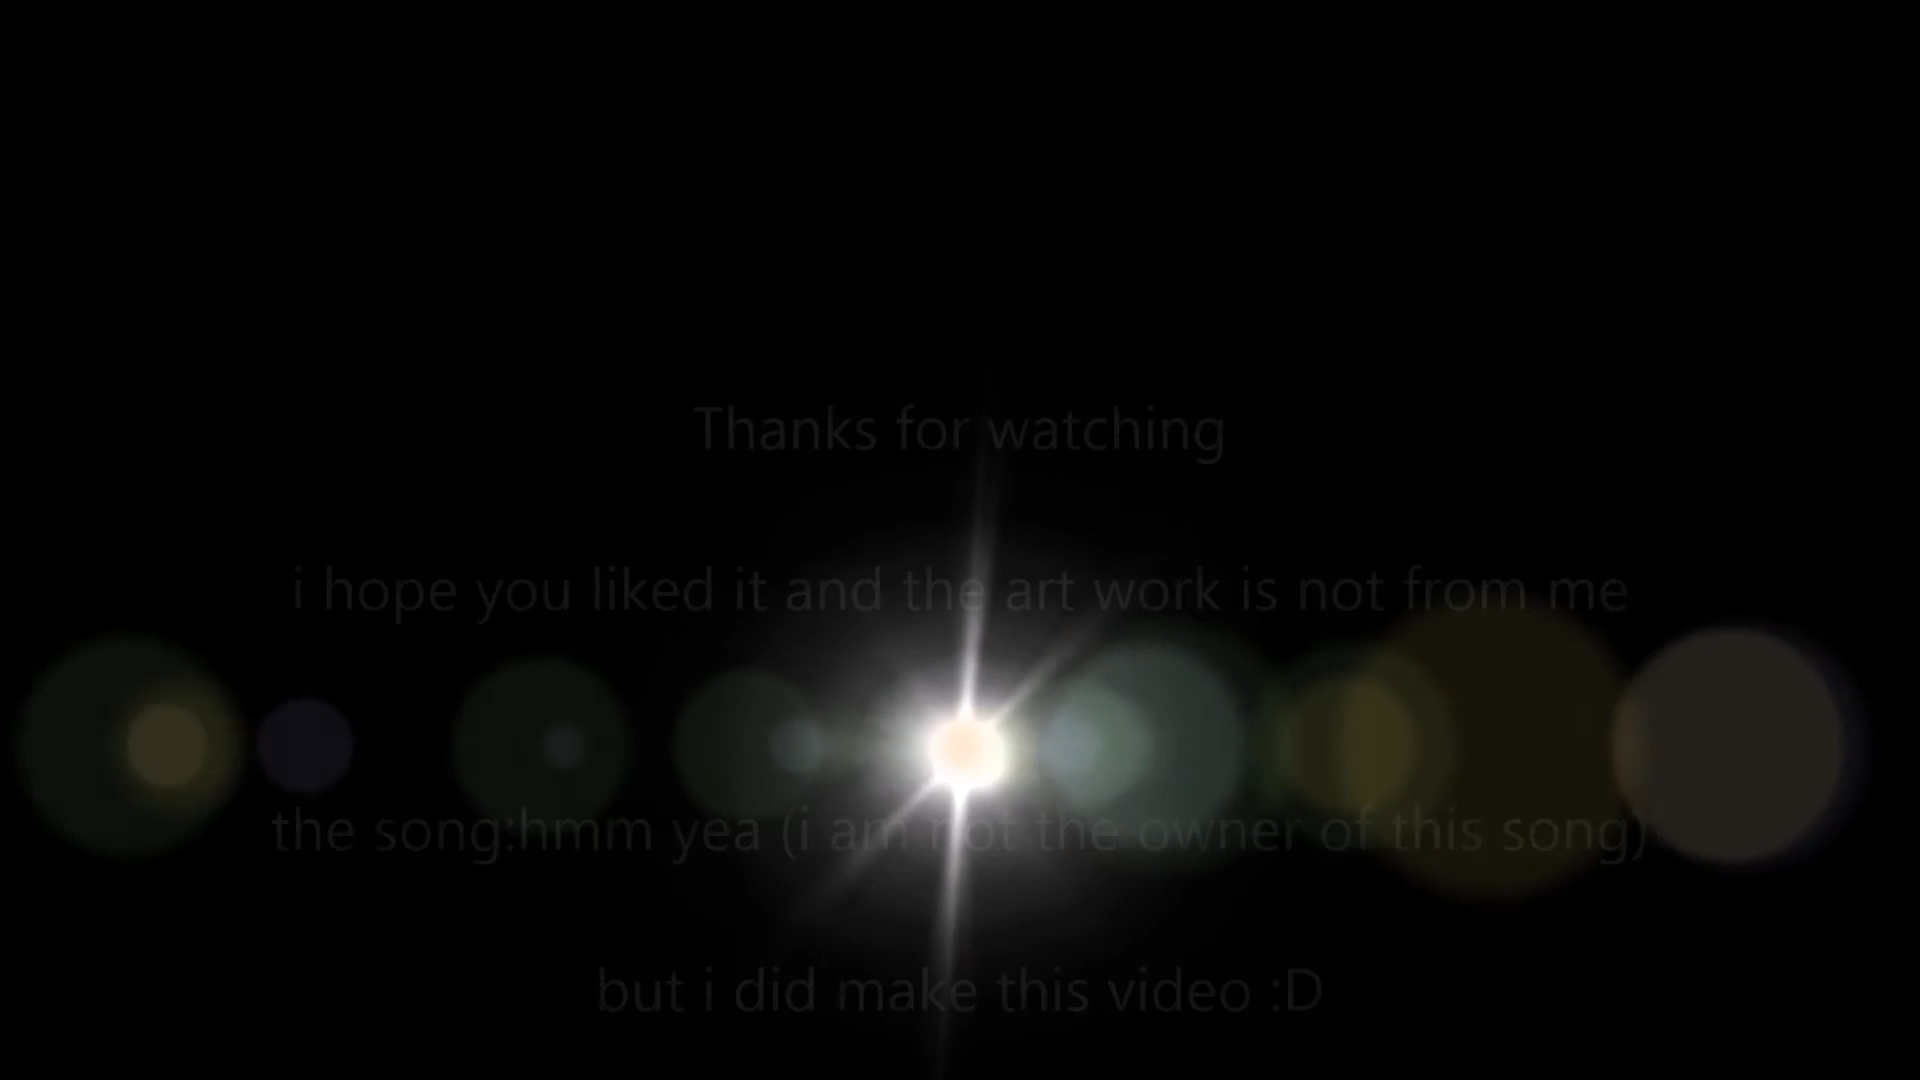 Thanks for watching
i hope you liked it and the art work is not from me
the song:hmm yea (i am not the owner of this song)
but i did make this video :D